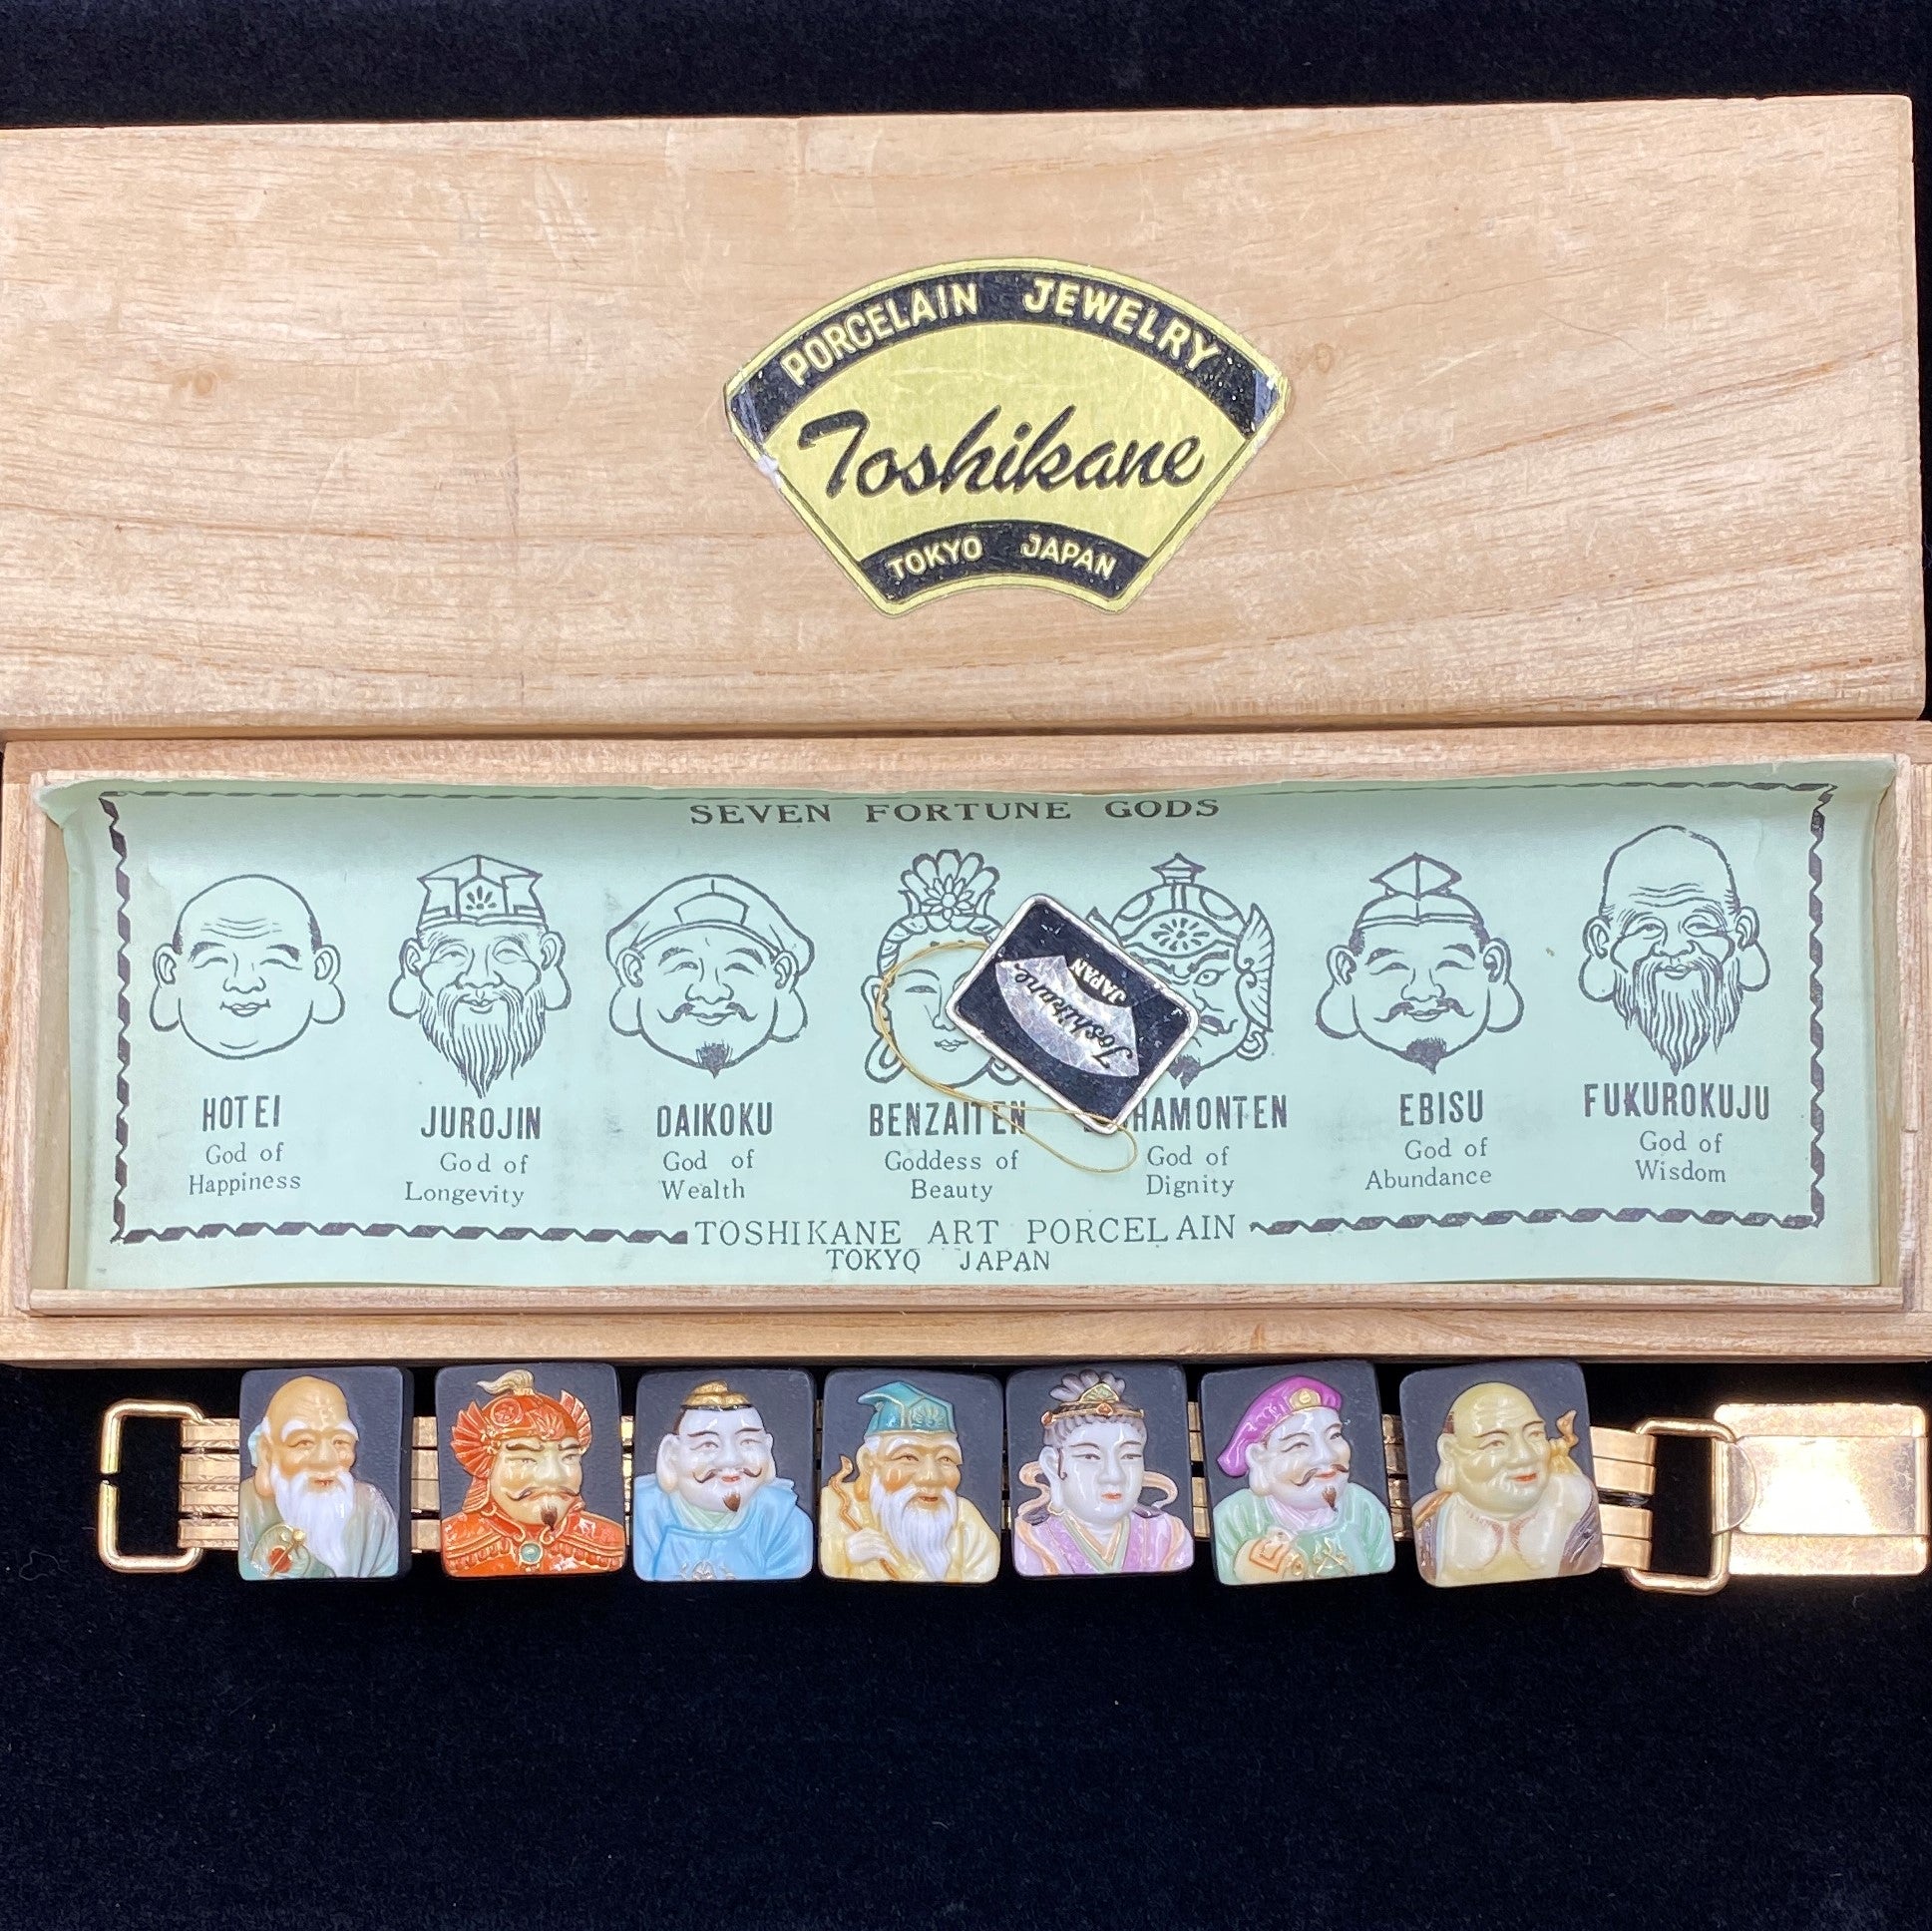 PORCELAIN JEWELRY
Toshikane
TOKYO JAPAN
SEVEN FORTUNE GODS
Toshikane
JAPAN
HOTEI
God of
Happiness
JUROJIN
God of
Longevity
DAIKOKU
God of
Wealth
BENZAITEN
Goddess of
Beauty
HAMONTEN
God of
Dignity
EBISU
God of
Abundance
FUKUROKUJU
God of
Wisdom
TOSHIKANE ART PORCELAIN
TOKYO JAPAN